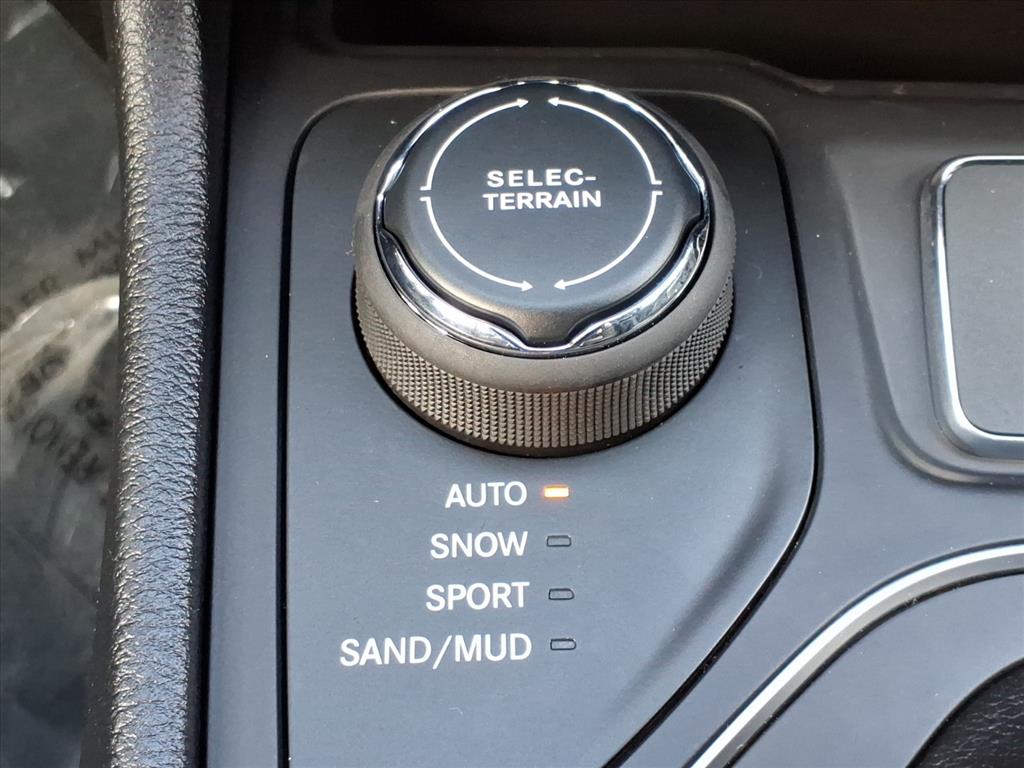 SELEC-
TERRAIN
AUTO
SNOW
SPORT
SAND/MUD